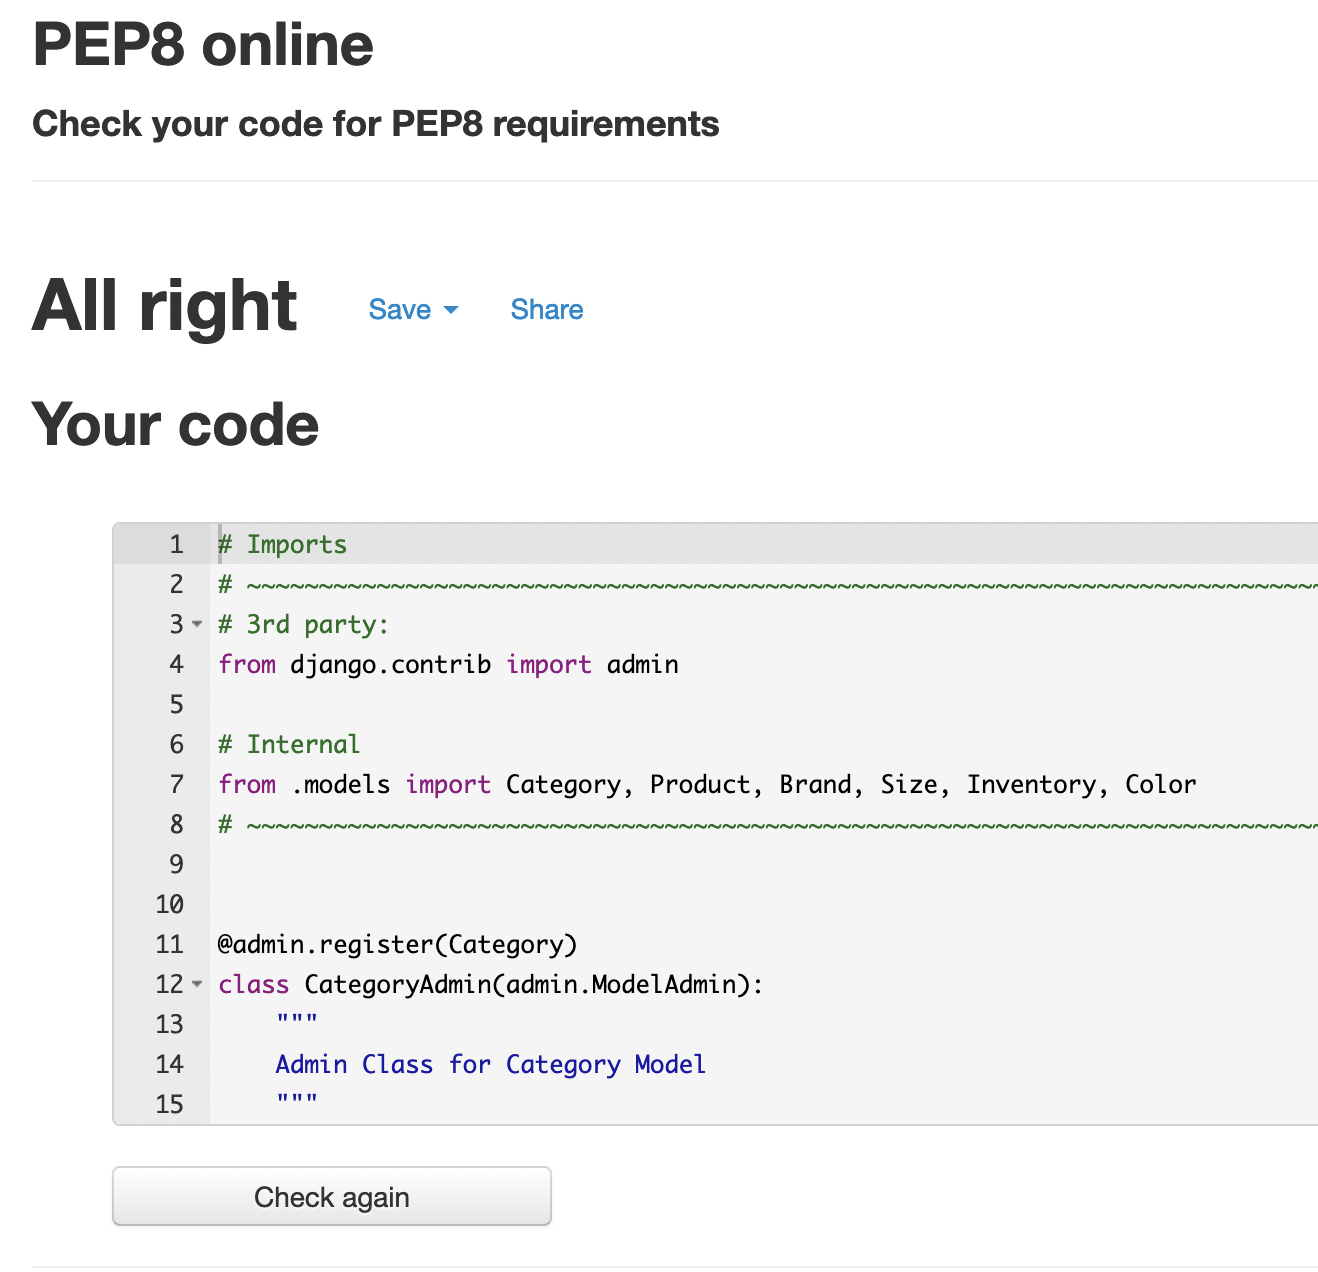 PEP8 online
Check your code for PEP8 requirements
All right Save Share
Your code
1 # Imports
2 # ~~~~~~~~~~~~~~~~~~~~~~~~~~~~~~~~~~~~~~~~~~~~~~~~~~~~~~~~~~~~~~~~~~~~~~~~~~~
3 # 3rd party:
4 from django.contrib import admin
5
6 # Internal
7 from .models import Category, Product, Brand, Size, Inventory, Color
8 # ~~~~~~~~~~~~~~~~~~~~~~~~~~~~~~~~~~~~~~~~~~~~~~~~~~~~~~~~~~~~~~~~~~~~~~~~~~~
9
10
11 @admin.register(Category)
12 class CategoryAdmin(admin.ModelAdmin):
13     """
14     Admin Class for Category Model
15     """
Check again